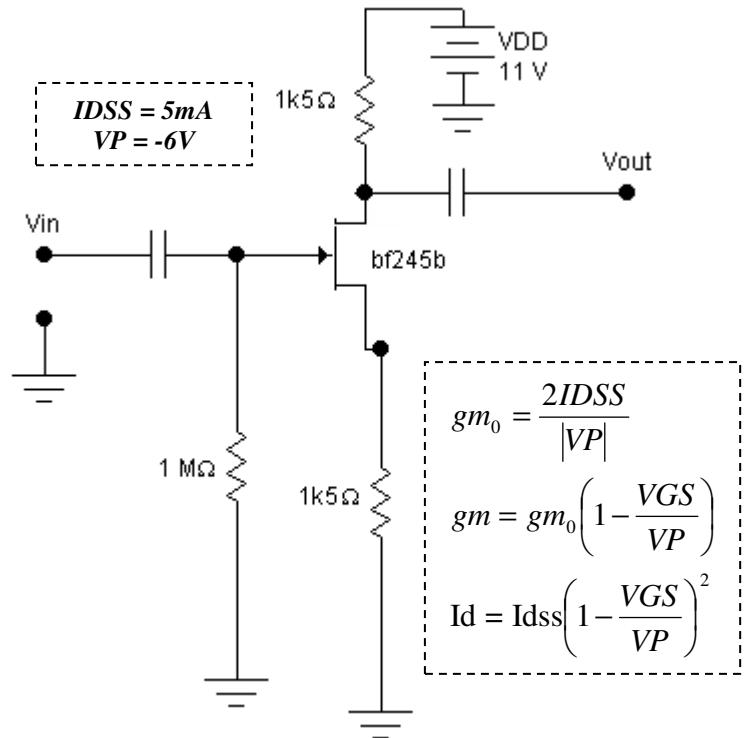 VDD
11 V
1k5Ω
IDSS = 5mA
VP = -6V
Vout
Vin
bf245b
gm₀ = 2IDSS / |VP|
1 MΩ
1k5Ω
gm = gm₀(1 − VGS / VP)
Id = Idss(1 − VGS / VP)²